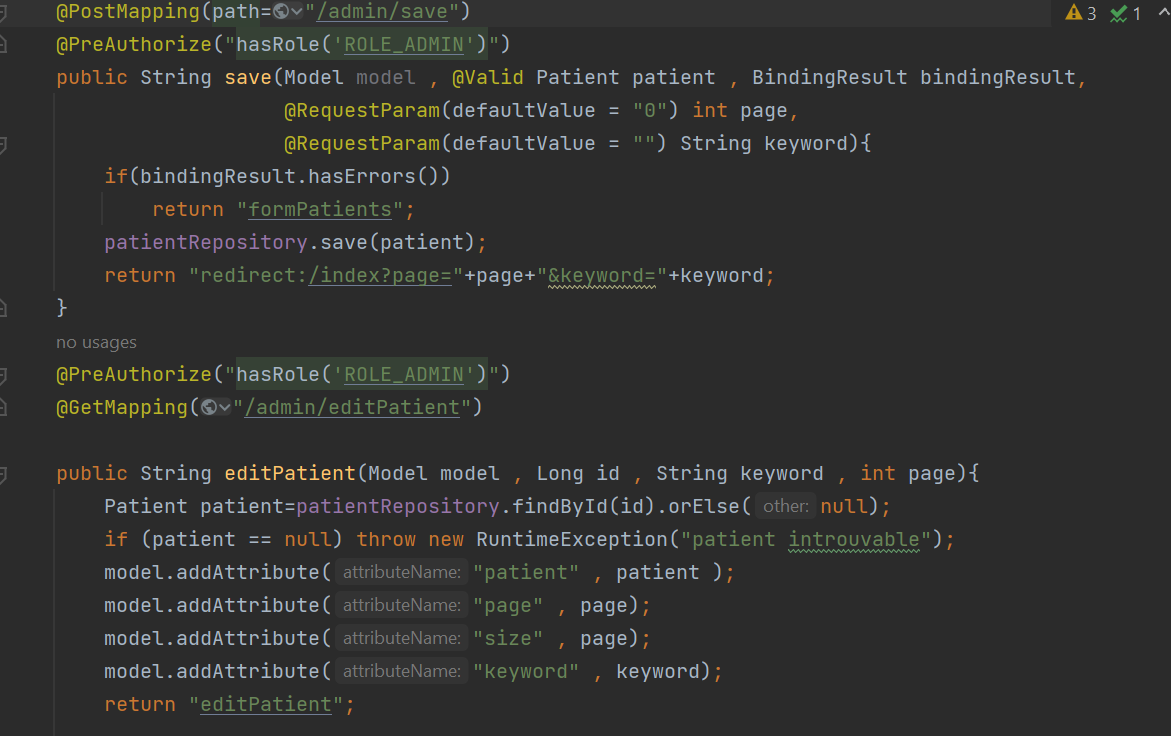 @PostMapping(path="/admin/save")
3 1
@PreAuthorize("hasRole('ROLE_ADMIN')")
public String save(Model model , @Valid Patient patient , BindingResult bindingResult,
@RequestParam(defaultValue = "0") int page,
@RequestParam(defaultValue = "") String keyword){
if(bindingResult.hasErrors())
return "formPatients";
patientRepository.save(patient);
return "redirect:/index?page="+page+"&keyword="+keyword;
}
no usages
@PreAuthorize("hasRole('ROLE_ADMIN')")
@GetMapping("/admin/editPatient")
public String editPatient(Model model , Long id , String keyword , int page){
Patient patient=patientRepository.findById(id).orElse( other: null);
if (patient == null) throw new RuntimeException("patient introuvable");
model.addAttribute( attributeName: "patient" , patient );
model.addAttribute( attributeName: "page" , page);
model.addAttribute( attributeName: "size" , page);
model.addAttribute( attributeName: "keyword" , keyword);
return "editPatient";